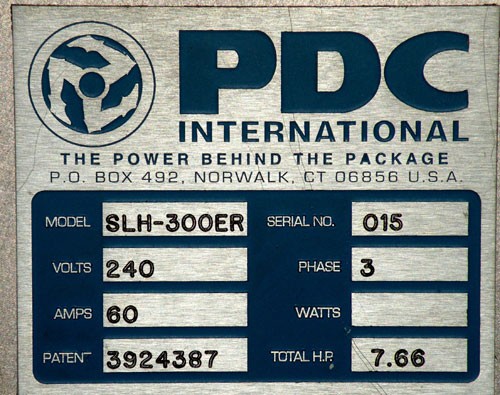 PDC
INTERNATIONAL
THE POWER BEHIND THE PACKAGE
P.O. BOX 492, NORWALK, CT 06856 U.S.A.
MODEL SLH-300ER SERIAL NO. 015
VOLTS 240 PHASE 3
AMPS 60 WATTS
PATENT 3924387 TOTAL H.P. 7.66